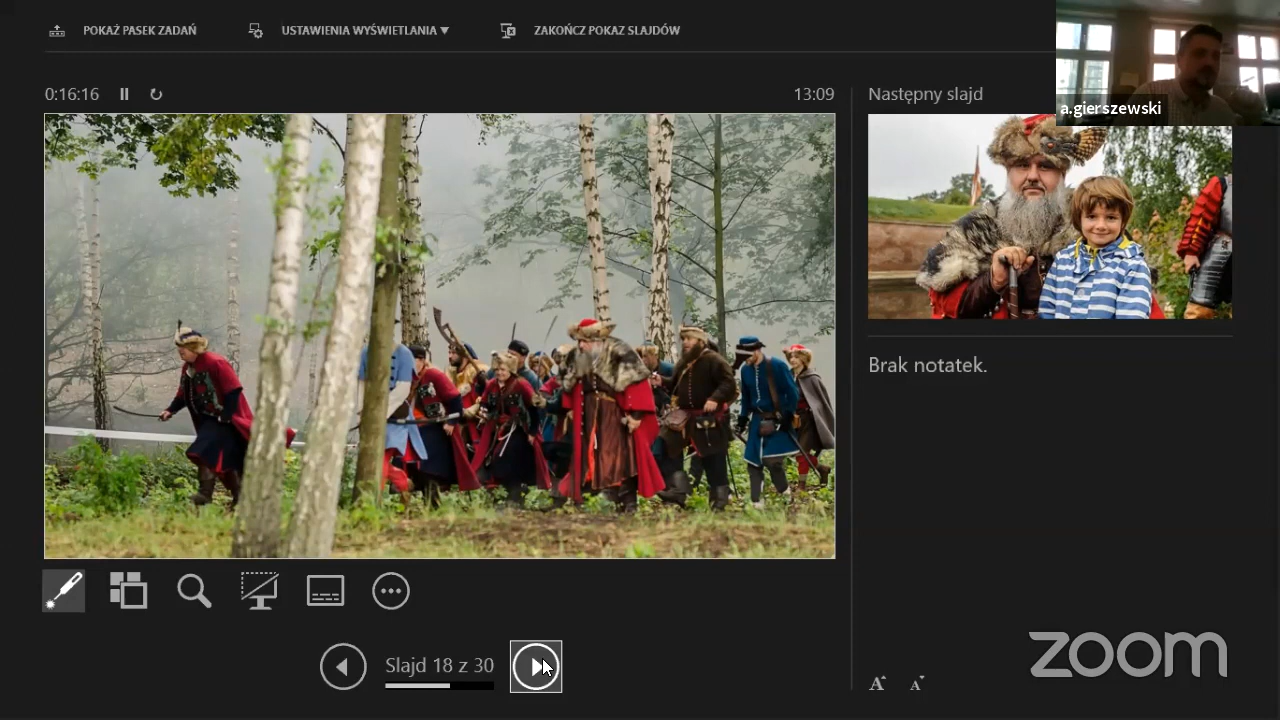 POKAŻ PASEK ZADAŃ
USTAWIENIA WYŚWIETLANIA ▼
ZAKOŃCZ POKAZ SLAJDÓW
a.gierszewski
0:16:16
13:09
Następny slajd
Brak notatek.
Slajd 18 z 30
zoom
A A